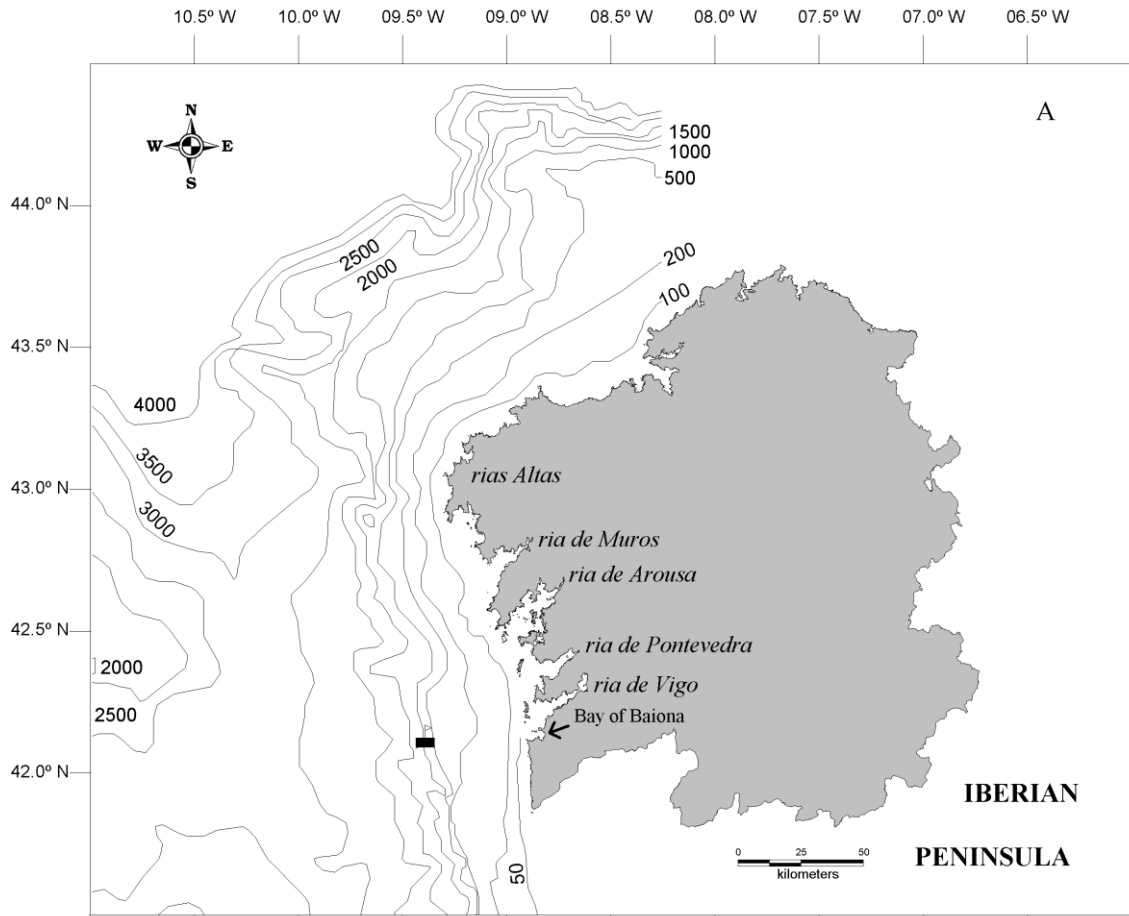 10.5º W 10.0º W 09.5º W 09.0º W 08.5º W 08.0º W 07.5º W 07.0º W 06.5º W
A
N
W E
S
1500
1000
500
44.0º N
2500
2000
200
100
43.5º N
4000
3500
3000
43.0º N
rias Altas
ria de Muros
ria de Arousa
42.5º N
ria de Pontevedra
2000
ria de Vigo
2500
Bay of Baiona
42.0º N
IBERIAN
PENINSULA
0 25 50
kilometers
50